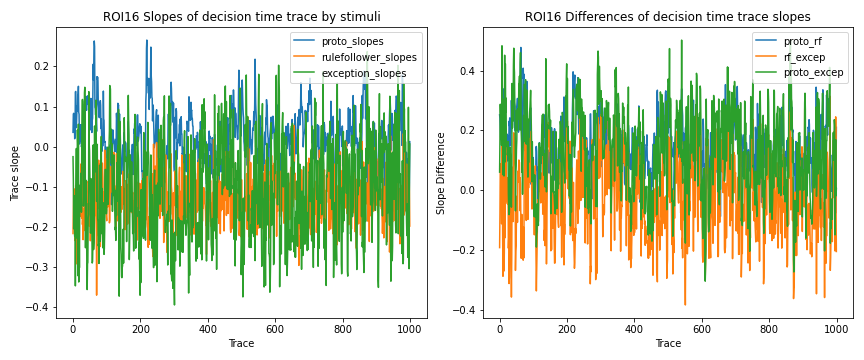 ROI16 Slopes of decision time trace by stimuli
proto_slopes
rulefollower_slopes
exception_slopes
0.2
0.1
0.0
−0.1
−0.2
−0.3
−0.4
Trace slope
0 200 400 600 800 1000
Trace
ROI16 Differences of decision time trace slopes
proto_rf
rf_excep
proto_excep
0.4
0.2
0.0
−0.2
−0.4
Slope Difference
0 200 400 600 800 1000
Trace